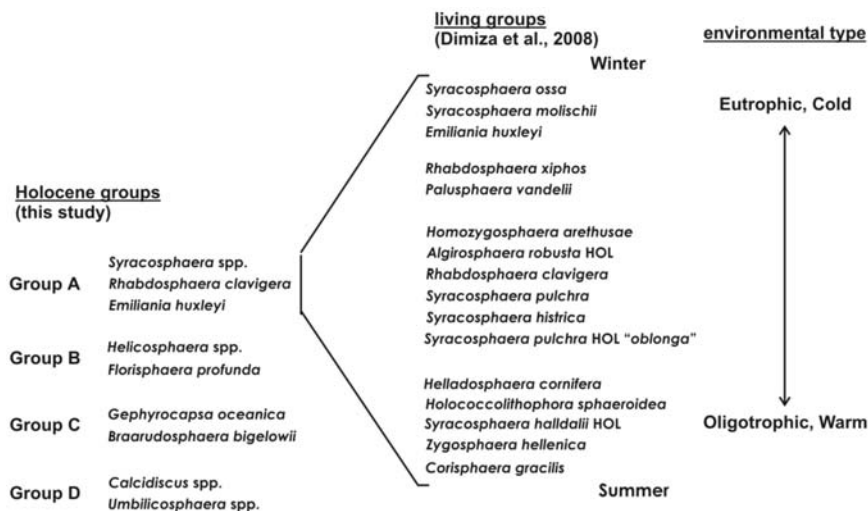 living groups
(Dimiza et al., 2008)
environmental type
Winter
Syracosphaera ossa
Syracosphaera molischii
Emiliania huxleyi
Eutrophic, Cold
Rhabdosphaera xiphos
Palusphaera vandelii
Holocene groups
(this study)
Homozygosphaera arethusae
Algirosphaera robusta HOL
Rhabdosphaera clavigera
Syracosphaera pulchra
Syracosphaera histrica
Syracosphaera pulchra HOL "oblonga"
Group A
Syracosphaera spp.
Rhabdosphaera clavigera
Emiliania huxleyi
Group B
Helicosphaera spp.
Florisphaera profunda
Helladosphaera cornifera
Holococcolithophora sphaeroidea
Syracosphaera halldalii HOL
Zygosphaera hellenica
Corisphaera gracilis
Oligotrophic, Warm
Group C
Gephyrocapsa oceanica
Braarudosphaera bigelowii
Summer
Group D
Calcidiscus spp.
Umbilicosphaera spp.